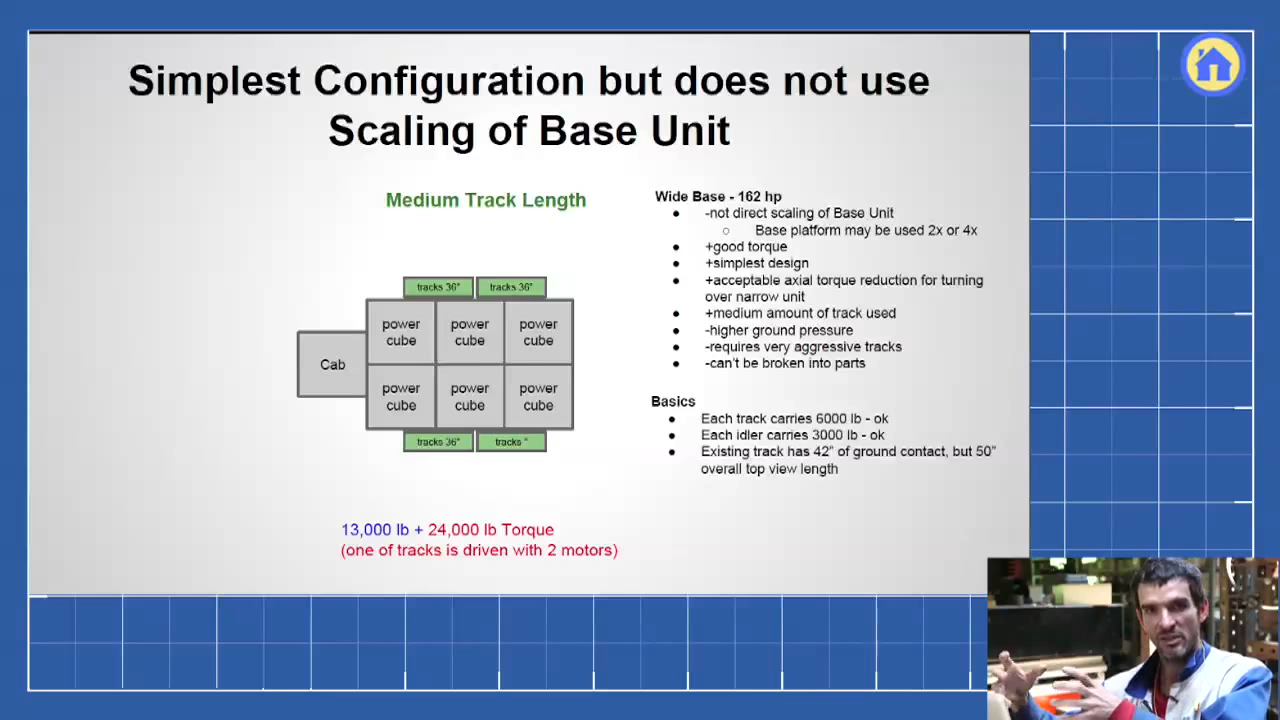 Simplest Configuration but does not use
Scaling of Base Unit
Medium Track Length
tracks 36" tracks 36"
power cube power cube power cube
Cab
power cube power cube power cube
tracks 36" tracks "
13,000 lb + 24,000 lb Torque
(one of tracks is driven with 2 motors)
Wide Base - 162 hp
-not direct scaling of Base Unit
Base platform may be used 2x or 4x
+good torque
+simplest design
+acceptable axial torque reduction for turning
over narrow unit
+medium amount of track used
-higher ground pressure
-requires very aggressive tracks
-can't be broken into parts
Basics
Each track carries 6000 lb - ok
Each idler carries 3000 lb - ok
Existing track has 42" of ground contact, but 50"
overall top view length